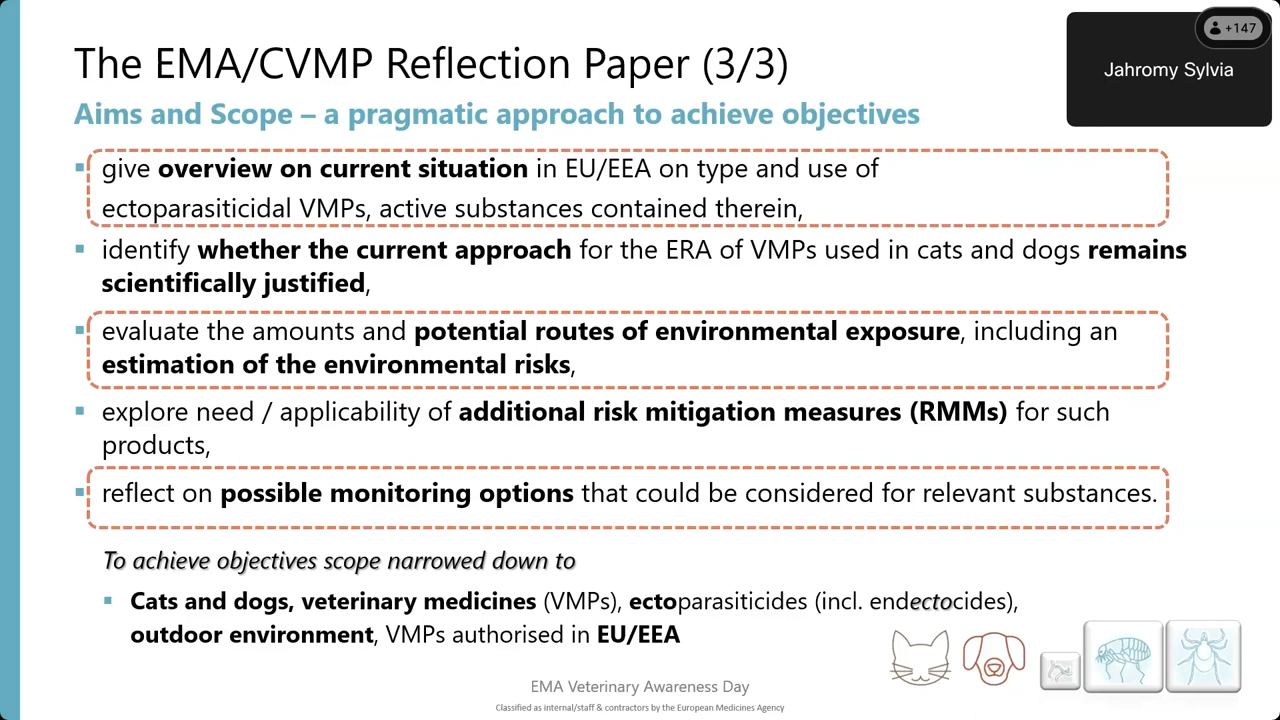 The EMA/CVMP Reflection Paper (3/3)
+147
Jahromy Sylvia
Aims and Scope – a pragmatic approach to achieve objectives
▪ give overview on current situation in EU/EEA on type and use of
ectoparasiticidal VMPs, active substances contained therein,
▪ identify whether the current approach for the ERA of VMPs used in cats and dogs remains
scientifically justified,
▪ evaluate the amounts and potential routes of environmental exposure, including an
estimation of the environmental risks,
▪ explore need / applicability of additional risk mitigation measures (RMMs) for such
products,
▪ reflect on possible monitoring options that could be considered for relevant substances.
To achieve objectives scope narrowed down to
▪ Cats and dogs, veterinary medicines (VMPs), ectoparasiticides (incl. endectocides),
outdoor environment, VMPs authorised in EU/EEA
EMA Veterinary Awareness Day
Classified as internal/staff & contractors by the European Medicines Agency